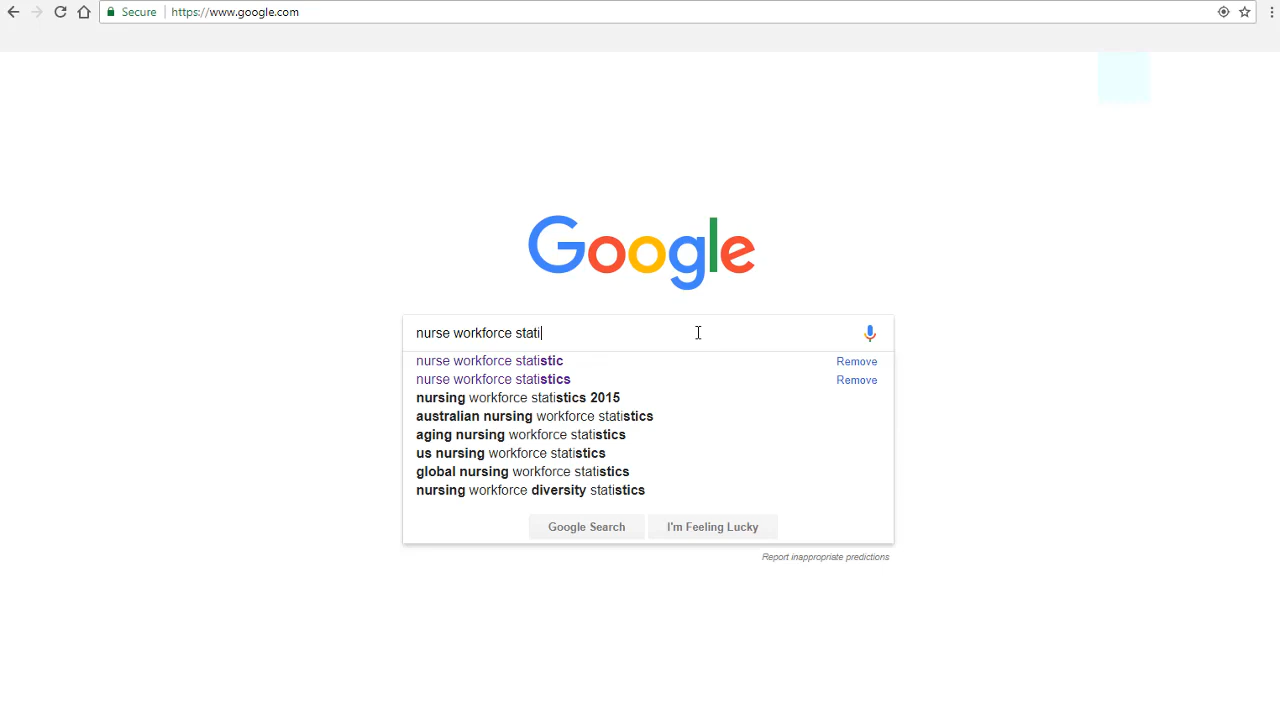 Secure https://www.google.com
Google
nurse workforce stati
nurse workforce statistic Remove
nurse workforce statistics Remove
nursing workforce statistics 2015
australian nursing workforce statistics
aging nursing workforce statistics
us nursing workforce statistics
global nursing workforce statistics
nursing workforce diversity statistics
Google Search I'm Feeling Lucky
Report inappropriate predictions